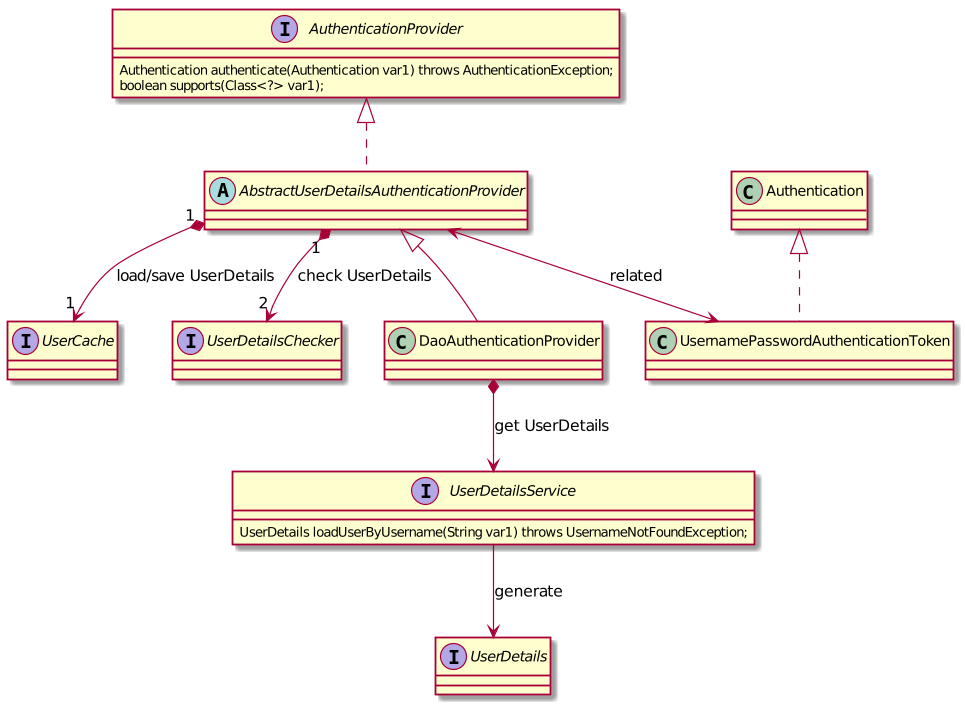 I AuthenticationProvider
Authentication authenticate(Authentication var1) throws AuthenticationException;
boolean supports(Class<?> var1);
A AbstractUserDetailsAuthenticationProvider
C Authentication
1
1
load/save UserDetails
check UserDetails
related
1
2
I UserCache
I UserDetailsChecker
C DaoAuthenticationProvider
C UsernamePasswordAuthenticationToken
get UserDetails
I UserDetailsService
UserDetails loadUserByUsername(String var1) throws UsernameNotFoundException;
generate
I UserDetails